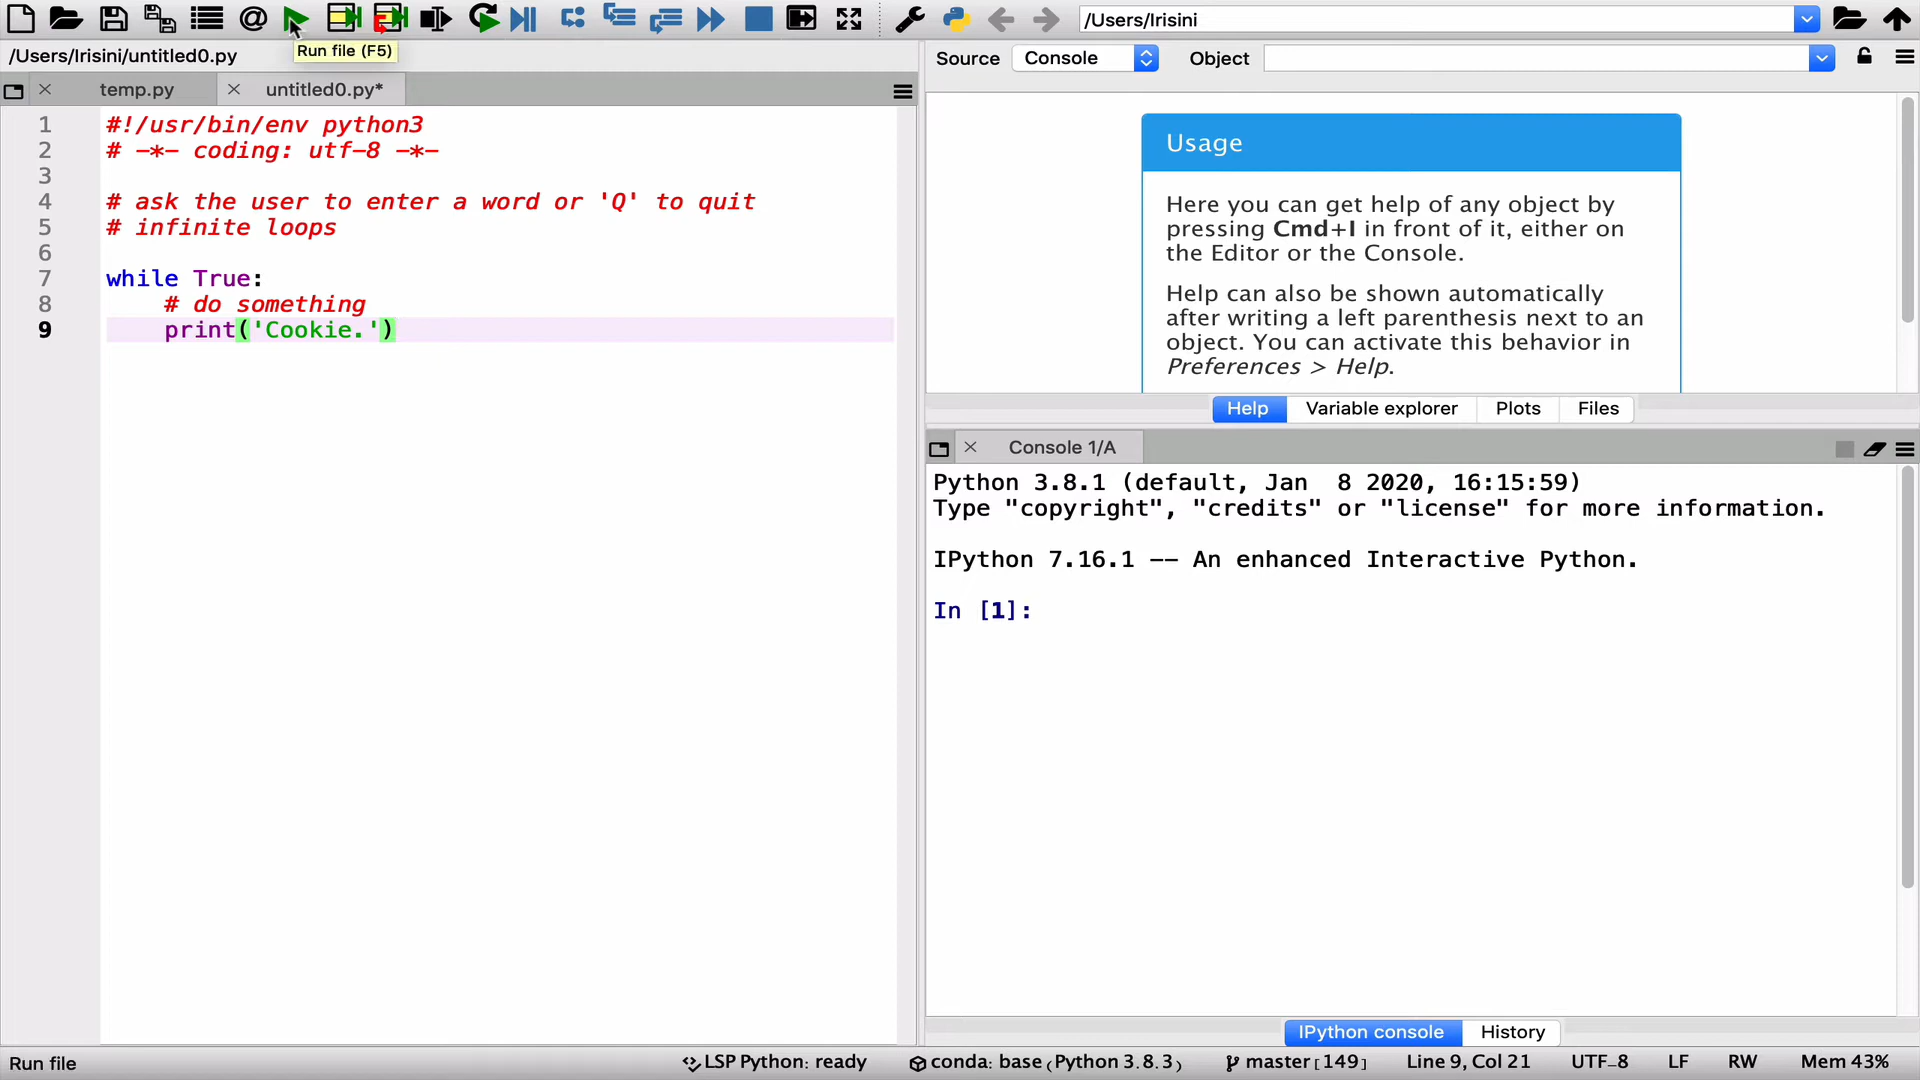 /Users/Irisini
Run file (F5)
/Users/Irisini/untitled0.py
temp.py
untitled0.py*
1 #!/usr/bin/env python3
2 # -*- coding: utf-8 -*-
3
4 # ask the user to enter a word or 'Q' to quit
5 # infinite loops
6
7 while True:
8     # do something
9     print('Cookie.')
Source
Console
Object
Usage
Here you can get help of any object by
pressing Cmd+I in front of it, either on
the Editor or the Console.
Help can also be shown automatically
after writing a left parenthesis next to an
object. You can activate this behavior in
Preferences > Help.
Help
Variable explorer
Plots
Files
Console 1/A
Python 3.8.1 (default, Jan  8 2020, 16:15:59)
Type "copyright", "credits" or "license" for more information.
IPython 7.16.1 -- An enhanced Interactive Python.
In [1]:
IPython console
History
Run file
LSP Python: ready
conda: base (Python 3.8.3)
master [149]
Line 9, Col 21
UTF-8
LF
RW
Mem 43%